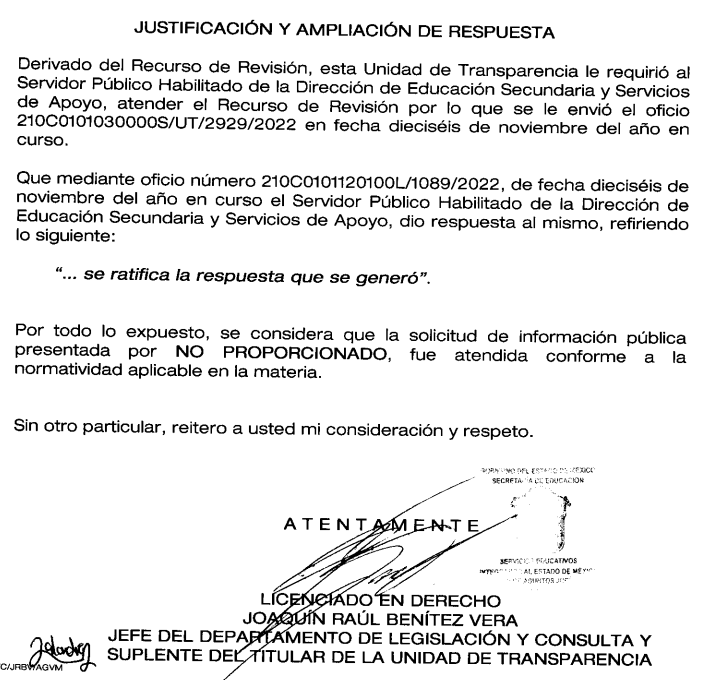 JUSTIFICACIÓN Y AMPLIACIÓN DE RESPUESTA
Derivado del Recurso de Revisión, esta Unidad de Transparencia le requirió al
Servidor Público Habilitado de la Dirección de Educación Secundaria y Servicios
de Apoyo, atender el Recurso de Revisión por lo que se le envió el oficio
210C0101030000S/UT/2929/2022 en fecha dieciséis de noviembre del año en
curso.
Que mediante oficio número 210C0101120100L/1089/2022, de fecha dieciséis de
noviembre del año en curso el Servidor Público Habilitado de la Dirección de
Educación Secundaria y Servicios de Apoyo, dio respuesta al mismo, refiriendo
lo siguiente:
"... se ratifica la respuesta que se generó".
Por todo lo expuesto, se considera que la solicitud de información pública
presentada por NO PROPORCIONADO, fue atendida conforme a la
normatividad aplicable en la materia.
Sin otro particular, reitero a usted mi consideración y respeto.
GOBIERNO DEL ESTADO DE MÉXICO
SECRETARÍA DE EDUCACIÓN
A T E N T A M E N T E
SERVICIOS EDUCATIVOS
AL ESTADO DE
LICENCIADO EN DERECHO
JOAQUÍN RAÚL BENÍTEZ VERA
JEFE DEL DEPARTAMENTO DE LEGISLACIÓN Y CONSULTA Y
SUPLENTE DEL TITULAR DE LA UNIDAD DE TRANSPARENCIA
C/JRBV/AGVM